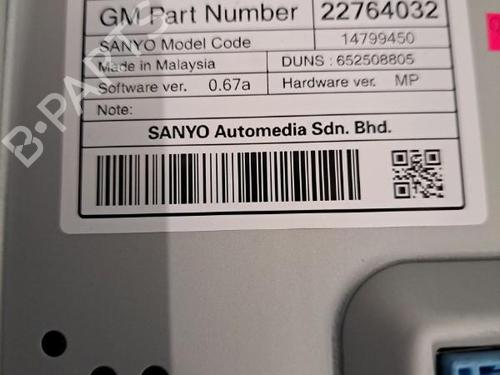 GM Part Number 22764032
SANYO Model Code 14799450
Made in Malaysia DUNS : 652508805
Software ver. 0.67a Hardware ver. MP
Note:
SANYO Automedia Sdn. Bhd.
B-PARTS